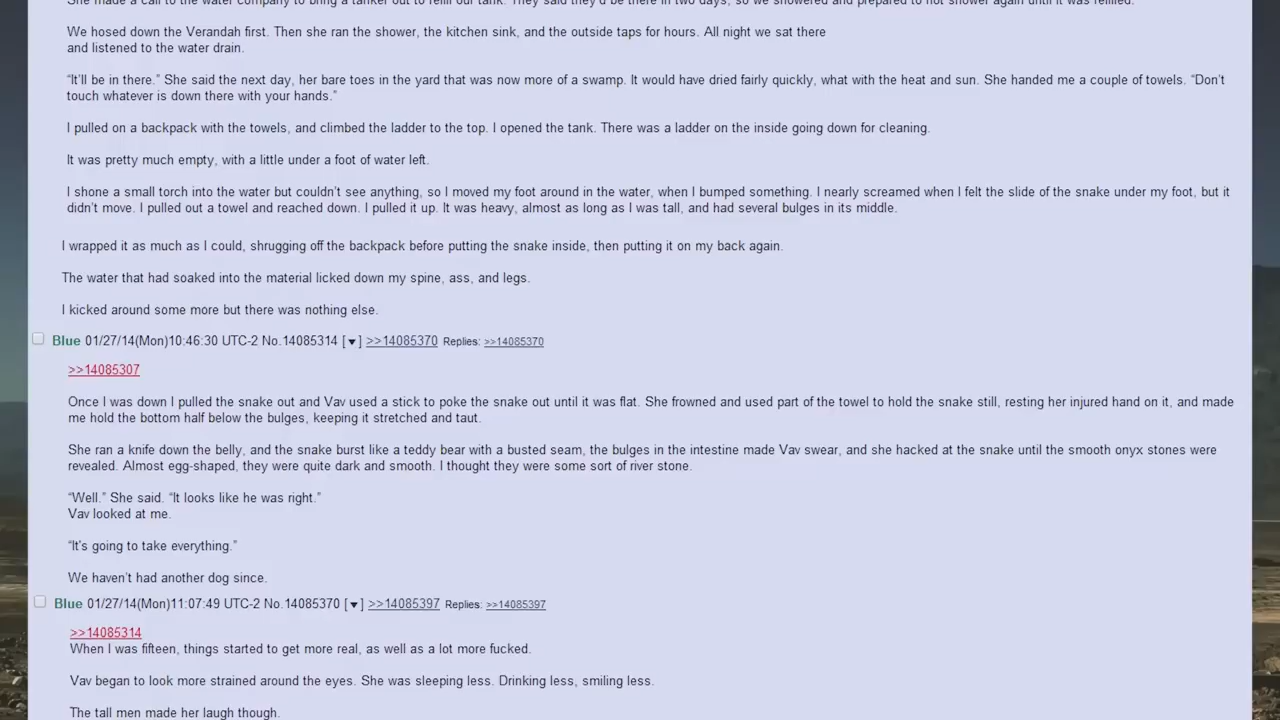 She made a call to the water company to bring a tanker out to refill our tank. They said they'd be there in two days, so we showered and prepared to not shower again until it was refilled.
We hosed down the Verandah first. Then she ran the shower, the kitchen sink, and the outside taps for hours. All night we sat there
and listened to the water drain.
“It'll be in there.” She said the next day, her bare toes in the yard that was now more of a swamp. It would have dried fairly quickly, what with the heat and sun. She handed me a couple of towels. “Don't
touch whatever is down there with your hands.”
I pulled on a backpack with the towels, and climbed the ladder to the top. I opened the tank. There was a ladder on the inside going down for cleaning.
It was pretty much empty, with a little under a foot of water left.
I shone a small torch into the water but couldn't see anything, so I moved my foot around in the water, when I bumped something. I nearly screamed when I felt the slide of the snake under my foot, but it
didn't move. I pulled out a towel and reached down. I pulled it up. It was heavy, almost as long as I was tall, and had several bulges in its middle.
I wrapped it as much as I could, shrugging off the backpack before putting the snake inside, then putting it on my back again.
The water that had soaked into the material licked down my spine, ass, and legs.
I kicked around some more but there was nothing else.
Blue 01/27/14(Mon)10:46:30 UTC-2 No.14085314 [▼] >>14085370 Replies: >>14085370
>>14085307
Once I was down I pulled the snake out and Vav used a stick to poke the snake out until it was flat. She frowned and used part of the towel to hold the snake still, resting her injured hand on it, and made
me hold the bottom half below the bulges, keeping it stretched and taut.
She ran a knife down the belly, and the snake burst like a teddy bear with a busted seam, the bulges in the intestine made Vav swear, and she hacked at the snake until the smooth onyx stones were
revealed. Almost egg-shaped, they were quite dark and smooth. I thought they were some sort of river stone.
“Well.” She said. “It looks like he was right.”
Vav looked at me.
“It's going to take everything.”
We haven't had another dog since.
Blue 01/27/14(Mon)11:07:49 UTC-2 No.14085370 [▼] >>14085397 Replies: >>14085397
>>14085314
When I was fifteen, things started to get more real, as well as a lot more fucked.
Vav began to look more strained around the eyes. She was sleeping less. Drinking less, smiling less.
The tall men made her laugh though.